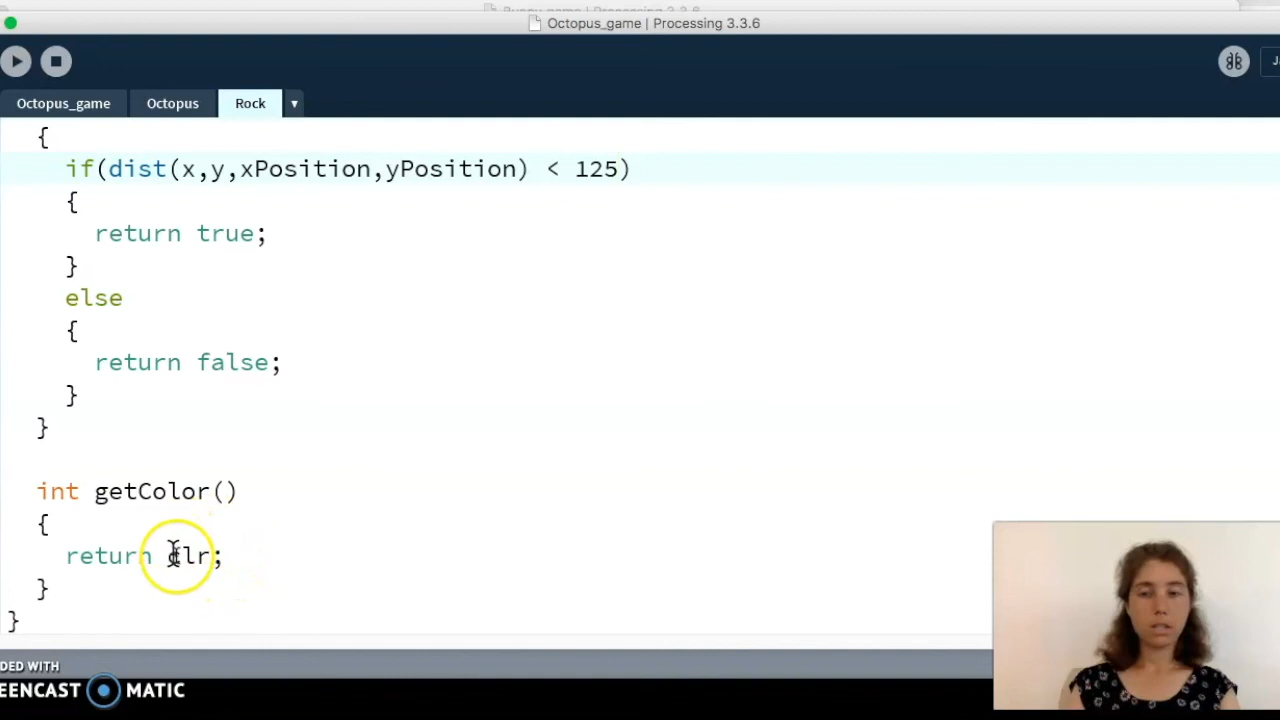 Octopus_game | Processing 3.3.6
Octopus_game Octopus Rock
{
if(dist(x,y,xPosition,yPosition) < 125)
{
return true;
}
else
{
return false;
}
}
int getColor()
{
return clr;
}
}
DED WITH
EENCAST MATIC